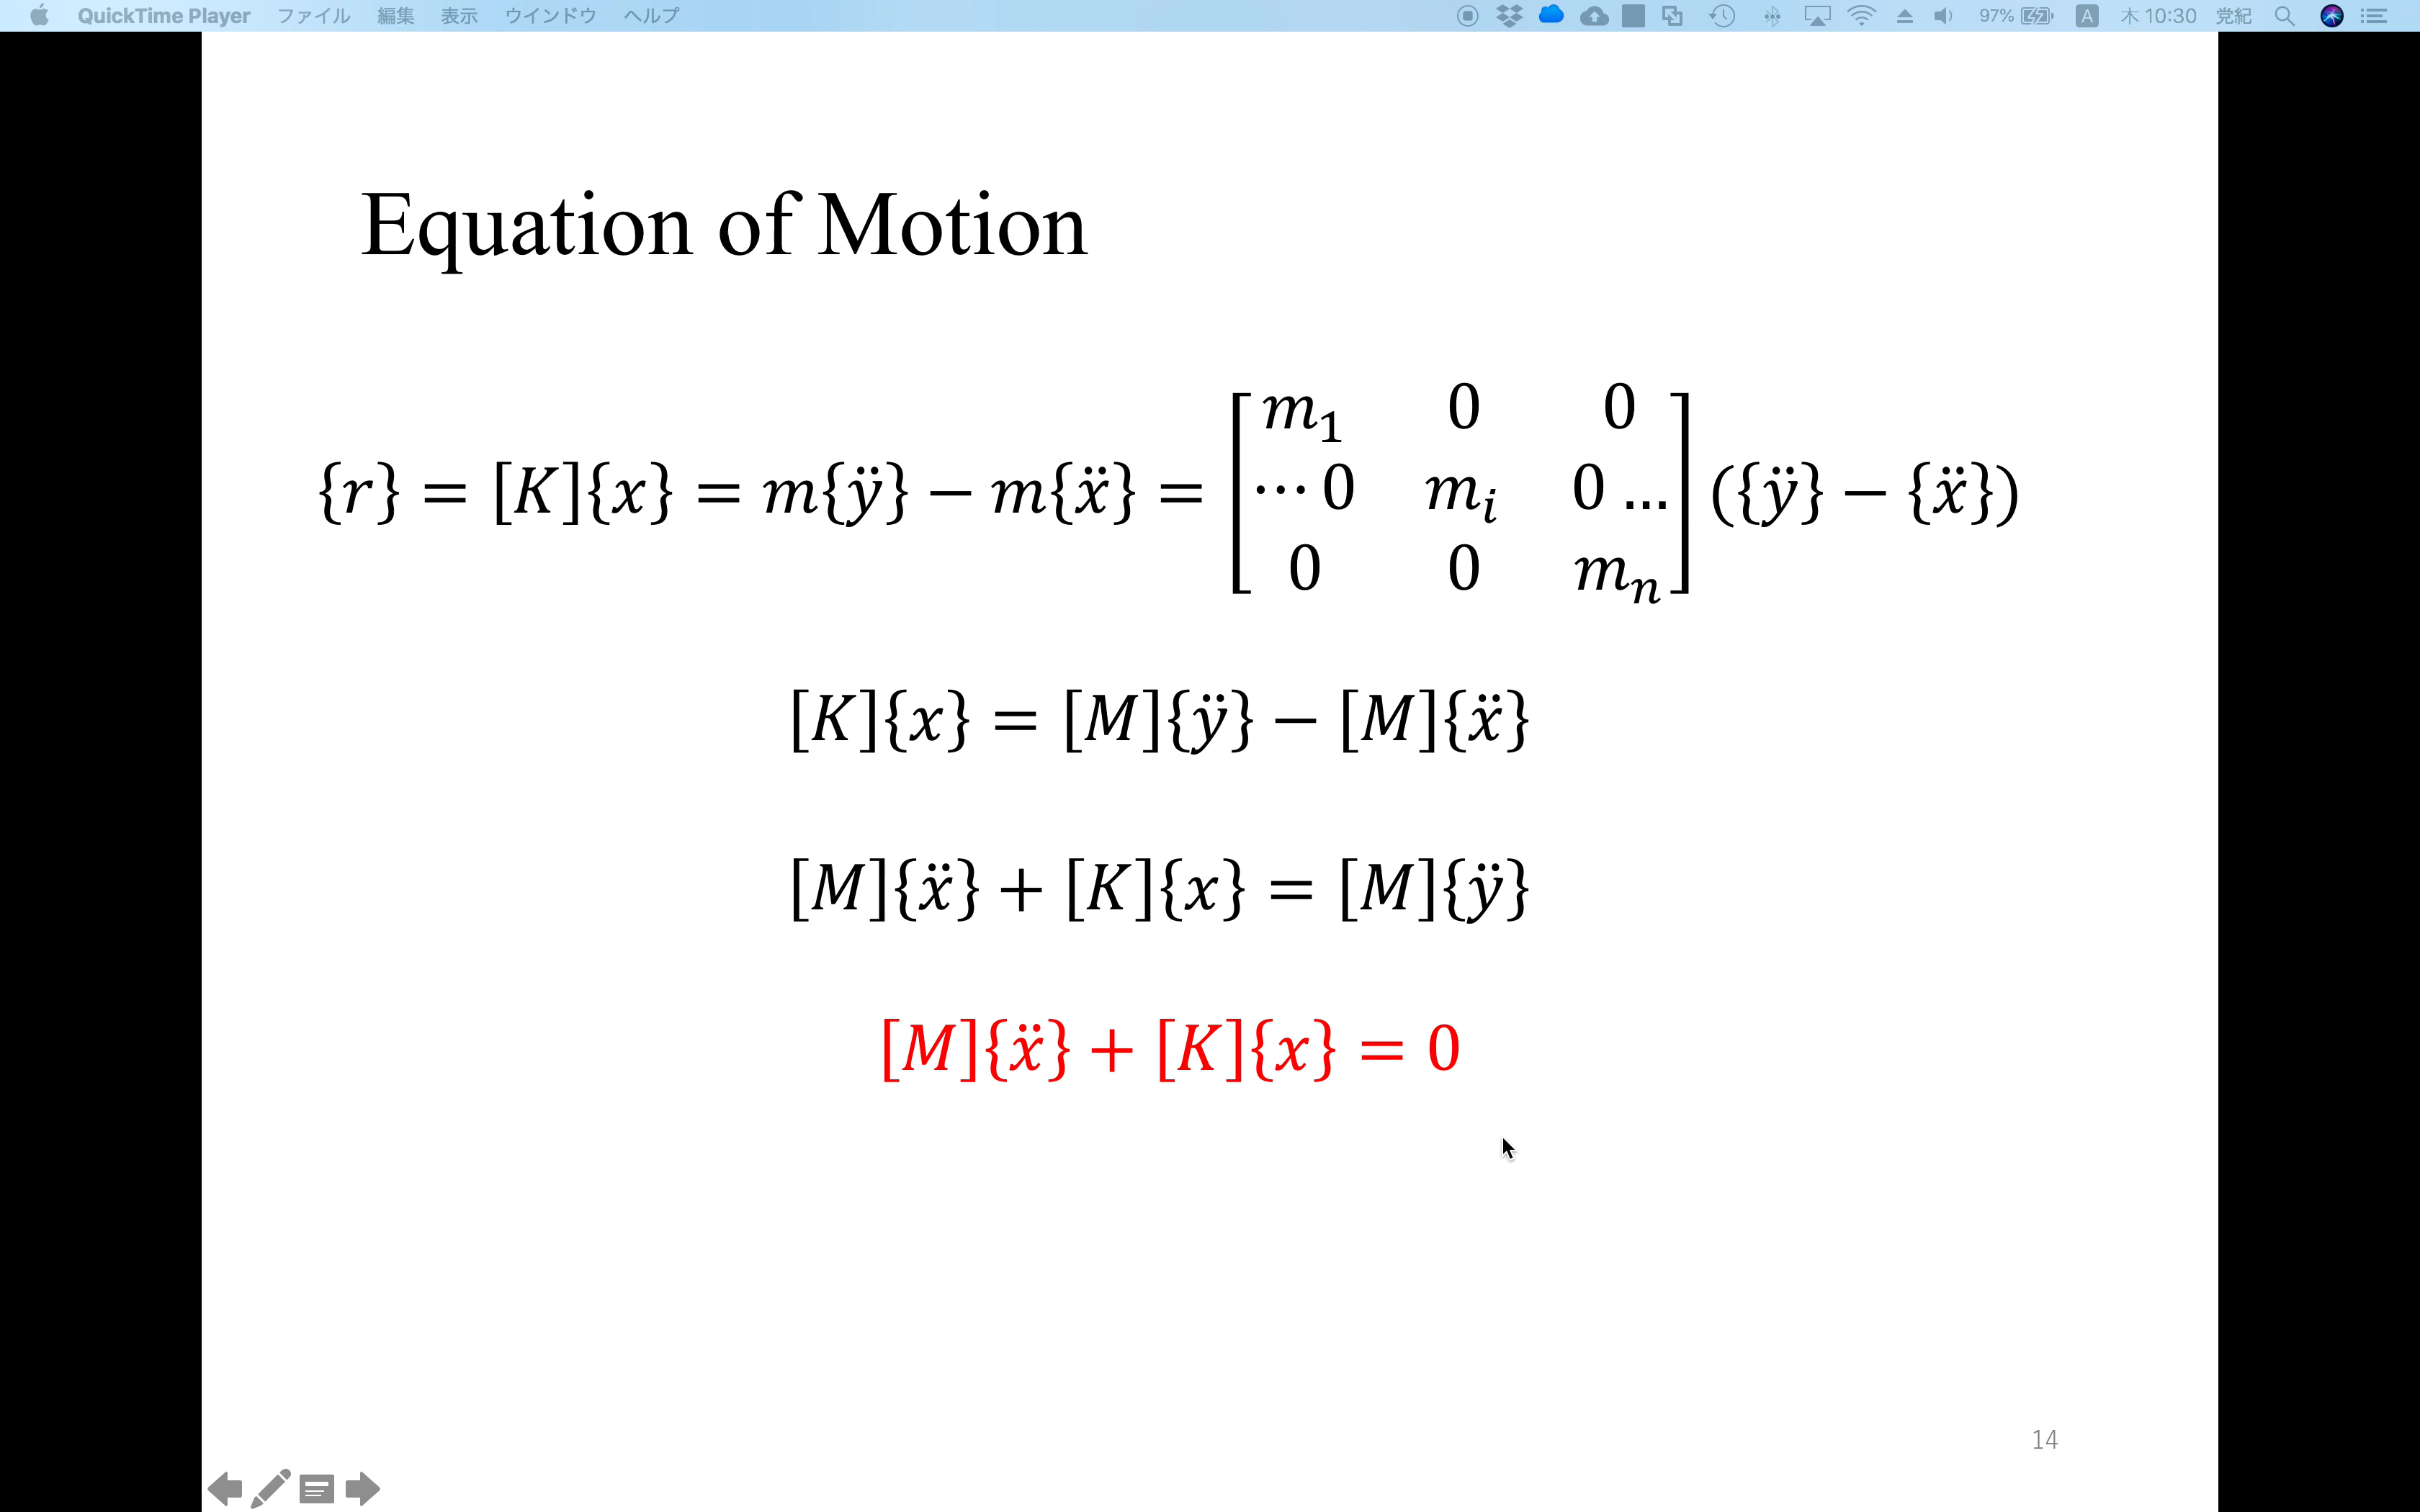 QuickTime Player ファイル 編集 表示 ウインドウ ヘルプ 97% A 木 10:30 党紀
Equation of Motion
{r} = [K]{x} = m{ÿ} − m{ẍ} = [m₁ 0 0
⋯ 0 mᵢ 0 ...
0 0 mₙ] ({ÿ} − {ẍ})
[K]{x} = [M]{ÿ} − [M]{ẍ}
[M]{ẍ} + [K]{x} = [M]{ÿ}
[M]{ẍ} + [K]{x} = 0
14